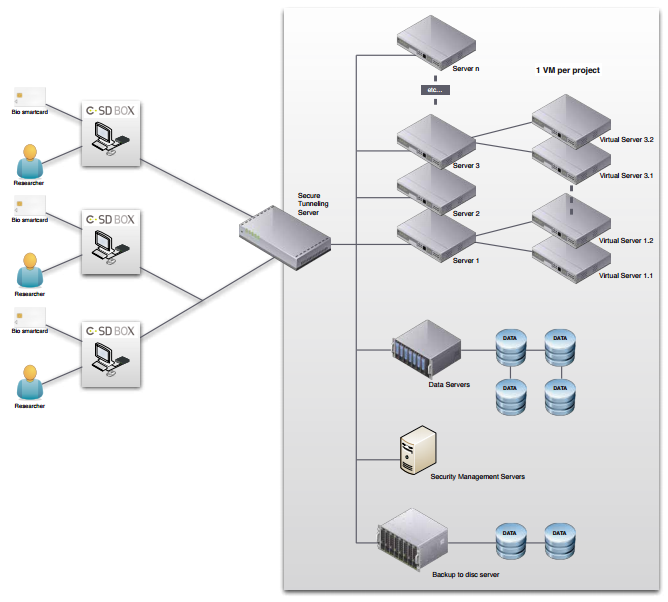 Server n
1 VM per project
etc...
Bio smartcard
C·SD BOX
Researcher
Server 3
Virtual Server 3.2
Virtual Server 3.1
Secure
Tunneling
Server
Server 2
Bio smartcard
C·SD BOX
Researcher
Server 1
Virtual Server 1.2
Virtual Server 1.1
Bio smartcard
C·SD BOX
Researcher
Data Servers
DATA
DATA
DATA
DATA
Security Management Servers
Backup to disc server
DATA
DATA